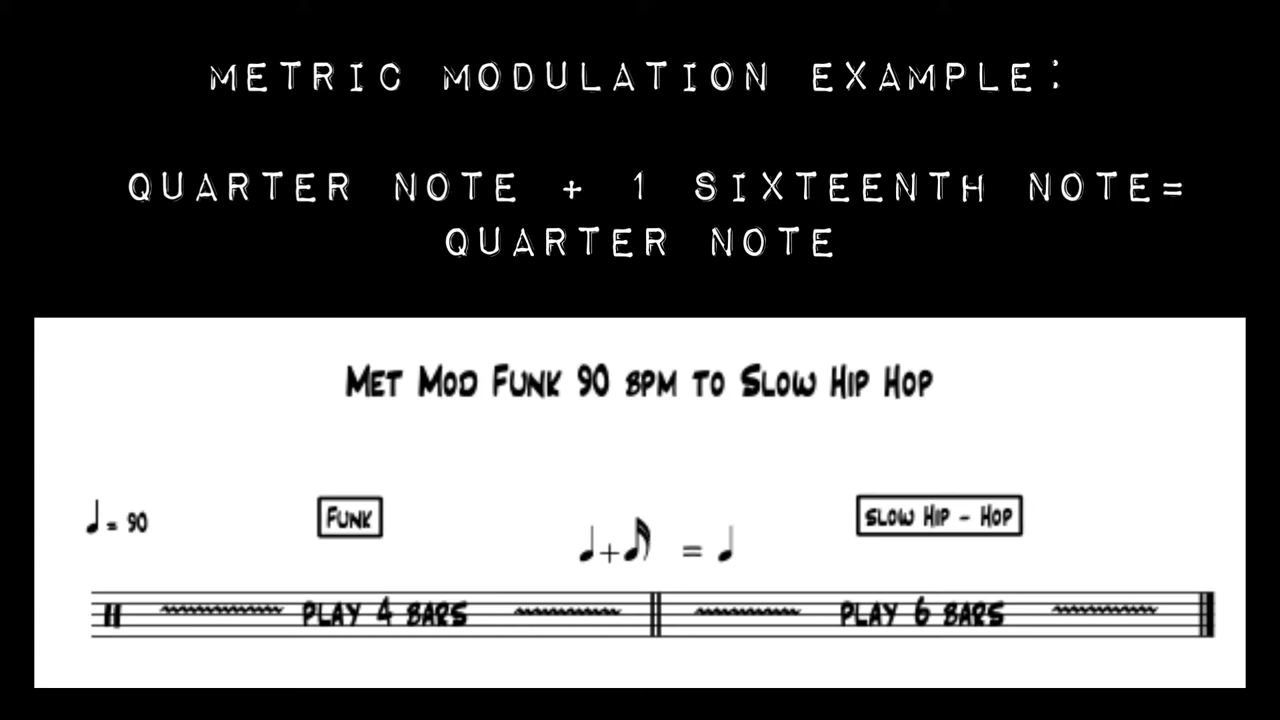 METRIC MODULATION EXAMPLE:
QUARTER NOTE + 1 SIXTEENTH NOTE=
QUARTER NOTE
MET MOD FUNK 90 BPM TO SLOW HIP HOP
♩ = 90
FUNK
♩+𝅘𝅥𝅯 = ♩
SLOW HIP - HOP
PLAY 4 BARS
PLAY 6 BARS